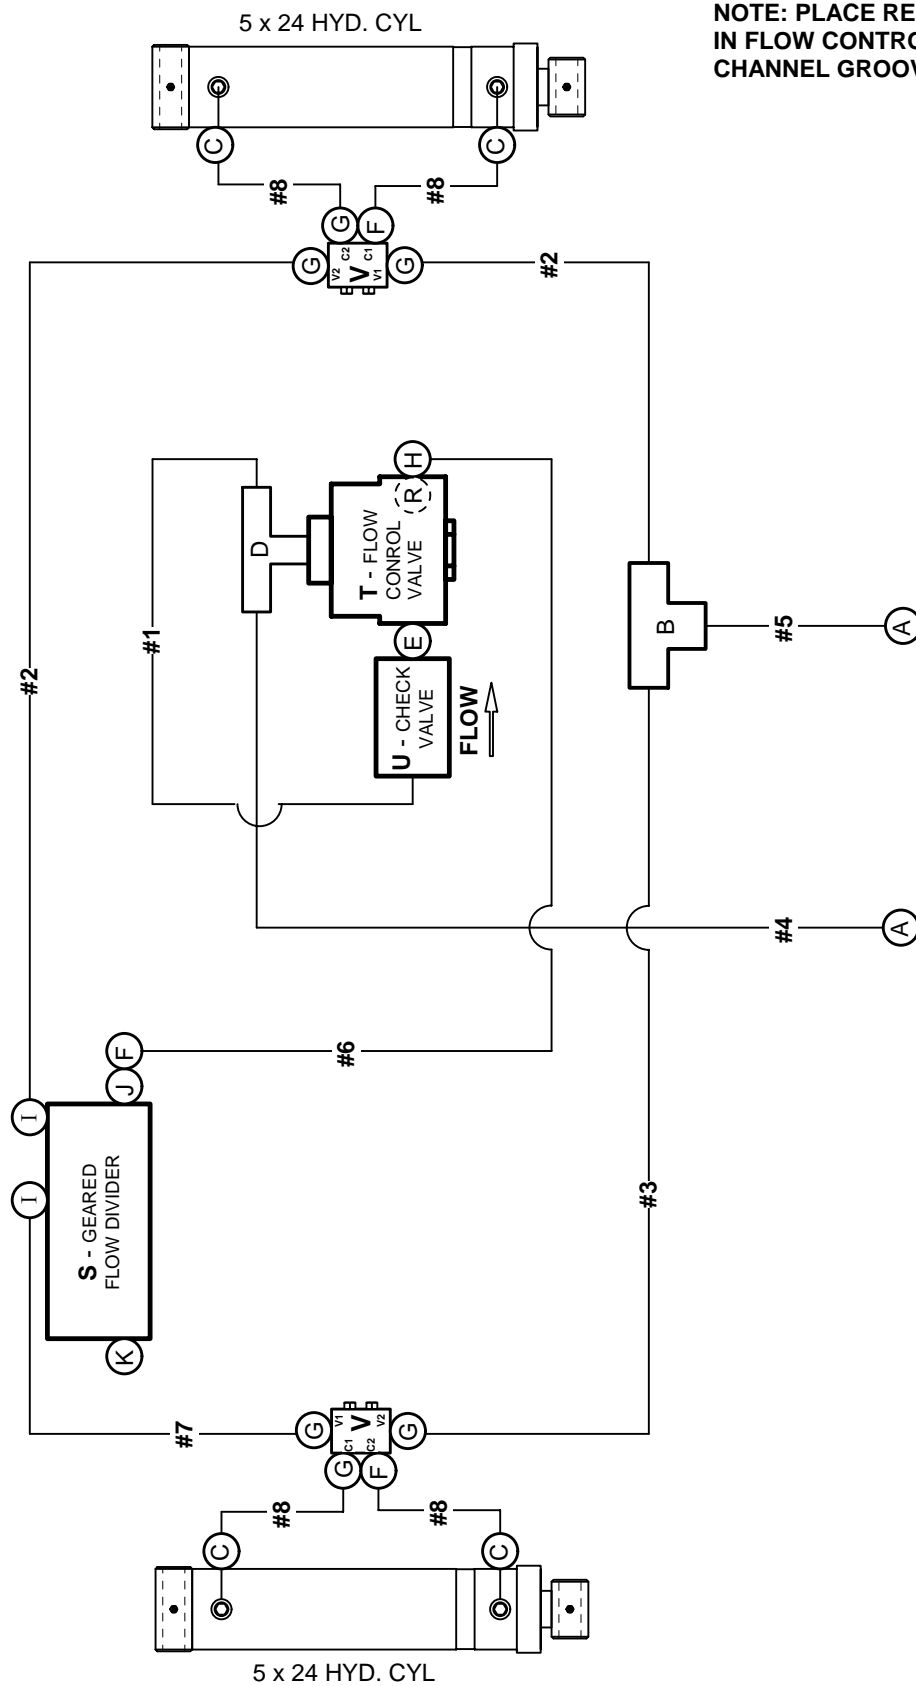 5 x 24 HYD. CYL
NOTE: PLACE RE
IN FLOW CONTRO
CHANNEL GROOV
C
C
#8
#8
G
F
G
V2
C2
V
C1
V1
G
#2
#2
#1
D
H
R
T - FLOW
CONROL
VALVE
E
U - CHECK
VALVE
FLOW
B
#5
A
#4
A
#6
I
I
J
F
S - GEARED
FLOW DIVIDER
K
#3
#7
G
V1
C1
V
C2
V2
G
G
F
#8
#8
C
C
5 x 24 HYD. CYL